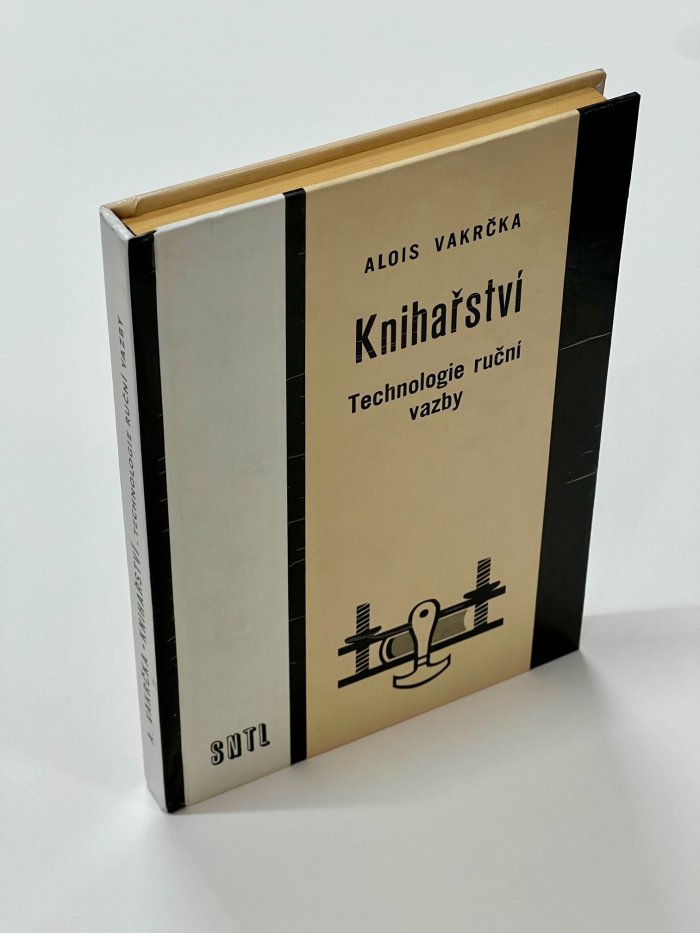 ALOIS VAKRČKA
Knihařství
Technologie ruční
vazby
SNTL
A. VAKRČKA • KNIHAŘSTVÍ - TECHNOLOGIE RUČNÍ VAZBY